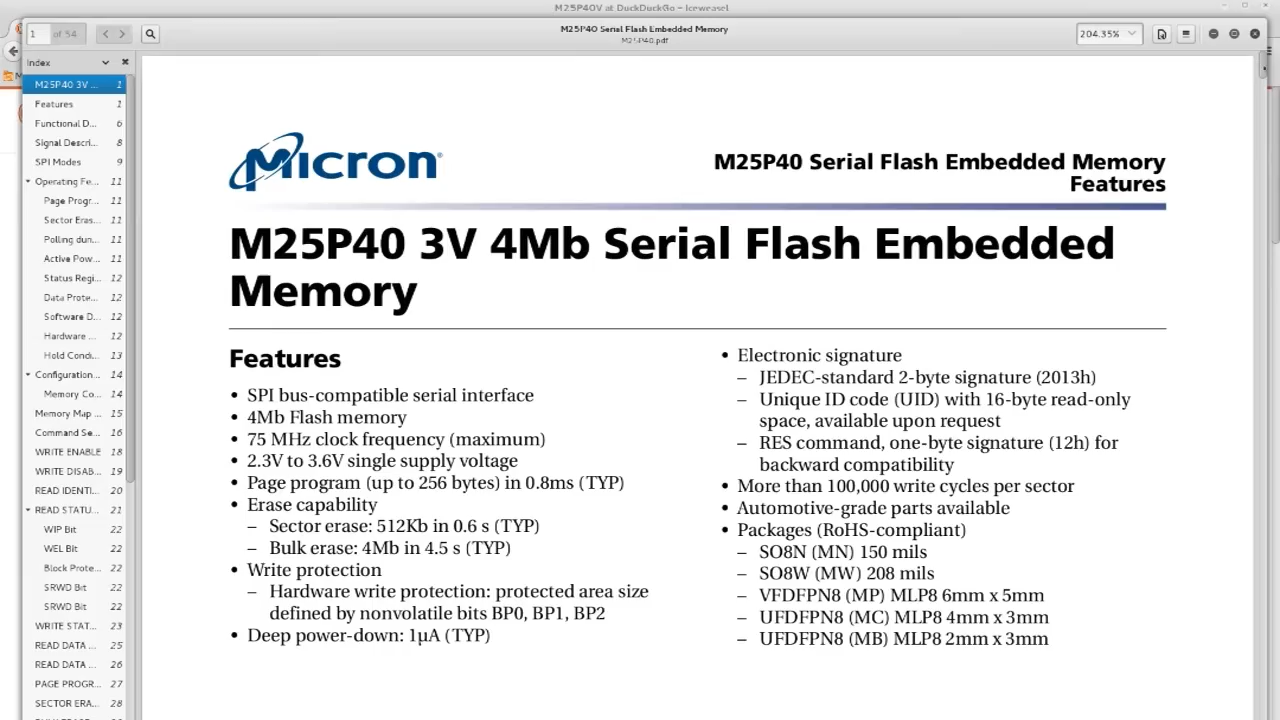 M25P40V at DuckDuckGo – Iceweasel
1 of 54
M25P40 Serial Flash Embedded Memory
M25P40.pdf
204.35%
Index
M25P40 3V ... 1
Features 1
Functional D... 6
Signal Descri... 8
SPI Modes 9
Operating Fe... 11
Page Progr... 11
Sector Eras... 11
Polling duri... 11
Active Pow... 11
Status Regi... 12
Data Prote... 12
Software D... 12
Hardware ... 12
Hold Condi... 13
Configuration... 14
Memory Co... 14
Memory Map ... 15
Command Se... 16
WRITE ENABLE 18
WRITE DISAB... 19
READ IDENTI... 20
READ STATU... 21
WIP Bit 22
WEL Bit 22
Block Prote... 22
SRWD Bit 22
SRWD Bit 22
WRITE STAT... 23
READ DATA ... 25
READ DATA ... 26
PAGE PROGR... 27
SECTOR ERA... 28
Micron®
M25P40 Serial Flash Embedded Memory
Features
M25P40 3V 4Mb Serial Flash Embedded
Memory
Features
• SPI bus-compatible serial interface
• 4Mb Flash memory
• 75 MHz clock frequency (maximum)
• 2.3V to 3.6V single supply voltage
• Page program (up to 256 bytes) in 0.8ms (TYP)
• Erase capability
– Sector erase: 512Kb in 0.6 s (TYP)
– Bulk erase: 4Mb in 4.5 s (TYP)
• Write protection
– Hardware write protection: protected area size
defined by nonvolatile bits BP0, BP1, BP2
• Deep power-down: 1µA (TYP)
• Electronic signature
– JEDEC-standard 2-byte signature (2013h)
– Unique ID code (UID) with 16-byte read-only
space, available upon request
– RES command, one-byte signature (12h) for
backward compatibility
• More than 100,000 write cycles per sector
• Automotive-grade parts available
• Packages (RoHS-compliant)
– SO8N (MN) 150 mils
– SO8W (MW) 208 mils
– VFDFPN8 (MP) MLP8 6mm x 5mm
– UFDFPN8 (MC) MLP8 4mm x 3mm
– UFDFPN8 (MB) MLP8 2mm x 3mm